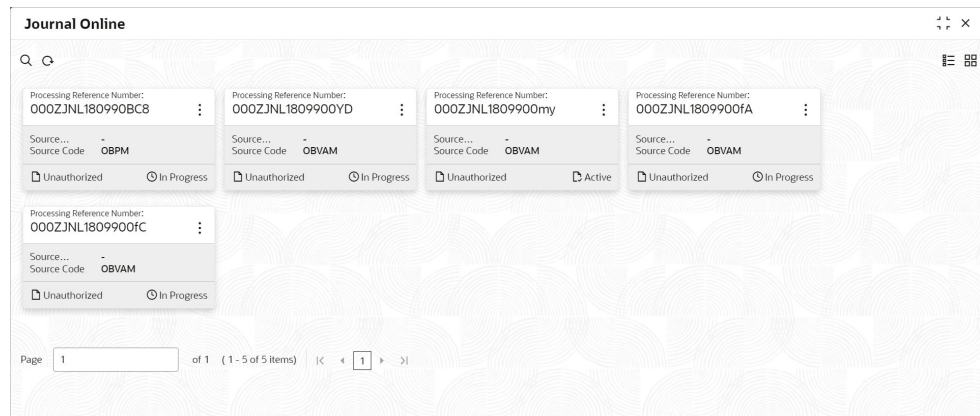 Journal Online
Processing Reference Number:
000ZJNL180990BC8
Source... -
Source Code OBPM
Unauthorized In Progress
Processing Reference Number:
000ZJNL1809900YD
Source... -
Source Code OBVAM
Unauthorized In Progress
Processing Reference Number:
000ZJNL1809900my
Source... -
Source Code OBVAM
Unauthorized Active
Processing Reference Number:
000ZJNL1809900fA
Source... -
Source Code OBVAM
Unauthorized In Progress
Processing Reference Number:
000ZJNL1809900fC
Source... -
Source Code OBVAM
Unauthorized In Progress
Page 1 of 1 ( 1 - 5 of 5 items) 1